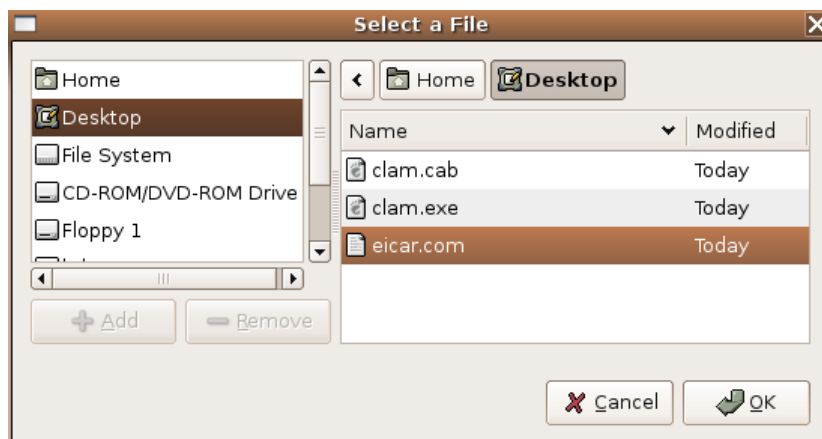 Select a File
Home
Desktop
File System
CD-ROM/DVD-ROM Drive
Floppy 1
Add
Remove
Home
Desktop
Name Modified
clam.cab Today
clam.exe Today
eicar.com Today
Cancel
OK